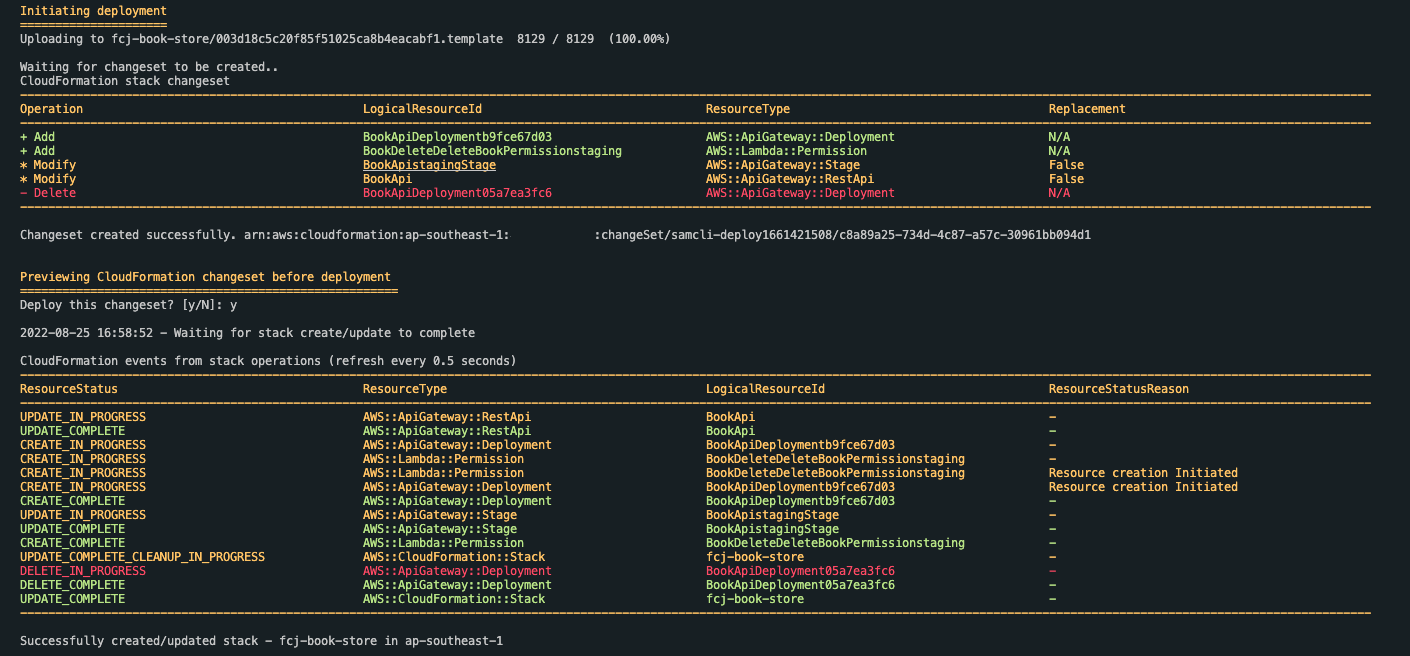 Initiating deployment
=====================
Uploading to fcj-book-store/003d18c5c20f85f51025ca8b4eacabf1.template  8129 / 8129  (100.00%)
Waiting for changeset to be created..
CloudFormation stack changeset
Operation LogicalResourceId ResourceType Replacement
+ Add BookApiDeploymentb9fce67d03 AWS::ApiGateway::Deployment N/A
+ Add BookDeleteDeleteBookPermissionstaging AWS::Lambda::Permission N/A
* Modify BookApistagingStage AWS::ApiGateway::Stage False
* Modify BookApi AWS::ApiGateway::RestApi False
- Delete BookApiDeployment05a7ea3fc6 AWS::ApiGateway::Deployment N/A
Changeset created successfully. arn:aws:cloudformation:ap-southeast-1: :changeSet/samcli-deploy1661421508/c8a89a25-734d-4c87-a57c-30961bb094d1
Previewing CloudFormation changeset before deployment
======================================================
Deploy this changeset? [y/N]: y
2022-08-25 16:58:52 - Waiting for stack create/update to complete
CloudFormation events from stack operations (refresh every 0.5 seconds)
ResourceStatus ResourceType LogicalResourceId ResourceStatusReason
UPDATE_IN_PROGRESS AWS::ApiGateway::RestApi BookApi -
UPDATE_COMPLETE AWS::ApiGateway::RestApi BookApi -
CREATE_IN_PROGRESS AWS::ApiGateway::Deployment BookApiDeploymentb9fce67d03 -
CREATE_IN_PROGRESS AWS::Lambda::Permission BookDeleteDeleteBookPermissionstaging -
CREATE_IN_PROGRESS AWS::Lambda::Permission BookDeleteDeleteBookPermissionstaging Resource creation Initiated
CREATE_IN_PROGRESS AWS::ApiGateway::Deployment BookApiDeploymentb9fce67d03 Resource creation Initiated
CREATE_COMPLETE AWS::ApiGateway::Deployment BookApiDeploymentb9fce67d03 -
UPDATE_IN_PROGRESS AWS::ApiGateway::Stage BookApistagingStage -
UPDATE_COMPLETE AWS::ApiGateway::Stage BookApistagingStage -
CREATE_COMPLETE AWS::Lambda::Permission BookDeleteDeleteBookPermissionstaging -
UPDATE_COMPLETE_CLEANUP_IN_PROGRESS AWS::CloudFormation::Stack fcj-book-store -
DELETE_IN_PROGRESS AWS::ApiGateway::Deployment BookApiDeployment05a7ea3fc6 -
DELETE_COMPLETE AWS::ApiGateway::Deployment BookApiDeployment05a7ea3fc6 -
UPDATE_COMPLETE AWS::CloudFormation::Stack fcj-book-store -
Successfully created/updated stack - fcj-book-store in ap-southeast-1